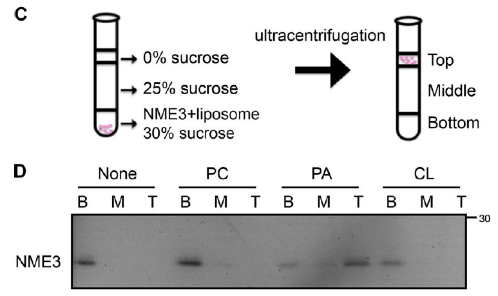 C
0% sucrose
25% sucrose
NME3+liposome
30% sucrose
ultracentrifugation
Top
Middle
Bottom
D
None PC PA CL
B M T B M T B M T B M T
30
NME3